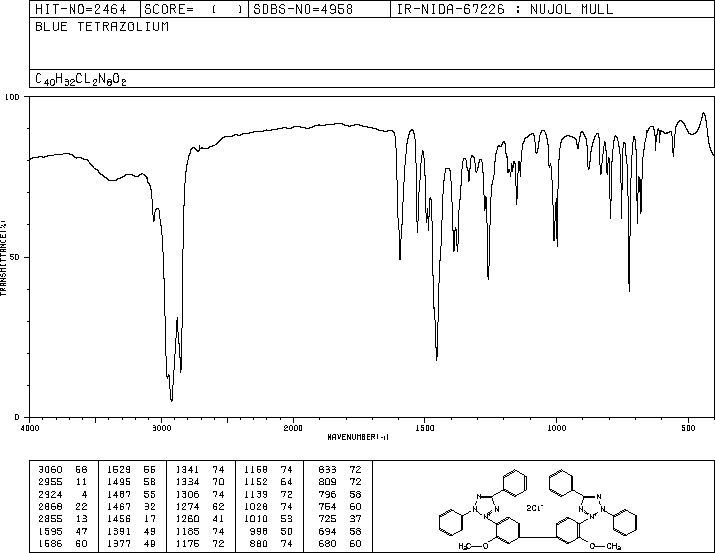 HIT-NO=2464 SCORE= ( ) SDBS-NO=4958 IR-NIDA-67226 : NUJOL MULL
BLUE TETRAZOLIUM
C40H32CL2N8O2
100
50
0
TRANSMITTANCE(%)
4000 3000 2000 1500 1000 500
WAVENUMBER(-1)
3060 58 1529 55 1341 74 1158 74 833 72
2955 11 1495 58 1334 70 1152 64 809 72
2924 4 1487 55 1306 74 1139 72 796 58
2868 22 1467 32 1274 62 1028 74 754 60
2855 13 1456 17 1260 41 1010 53 725 37
1595 47 1391 49 1185 74 998 50 694 58
1586 60 1377 49 1175 72 880 74 680 60
N N N N+ N N N N+
2Cl-
H3C O O CH3